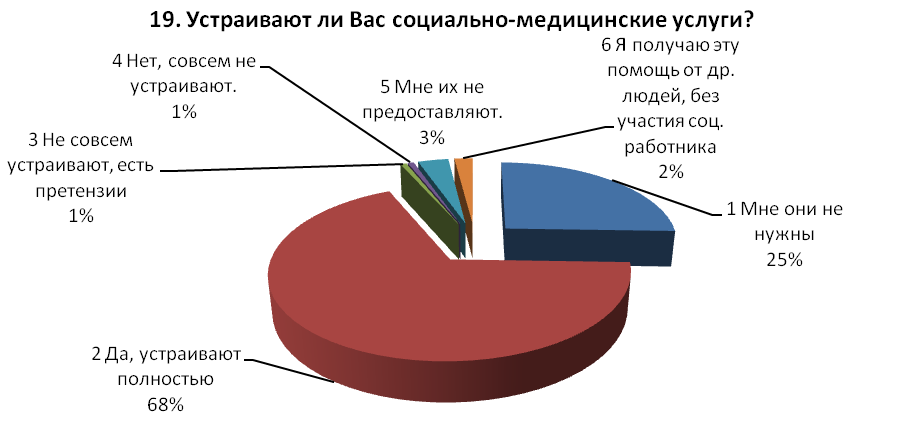 19. Устраивают ли Вас социально-медицинские услуги?
4 Нет, совсем не
устраивают.
1%
5 Мне их не
предоставляют.
3%
6 Я получаю эту
помощь от др.
людей, без
участия соц.
работника
2%
3 Не совсем
устраивают, есть
претензии
1%
1 Мне они не
нужны
25%
2 Да, устраивают
полностью
68%